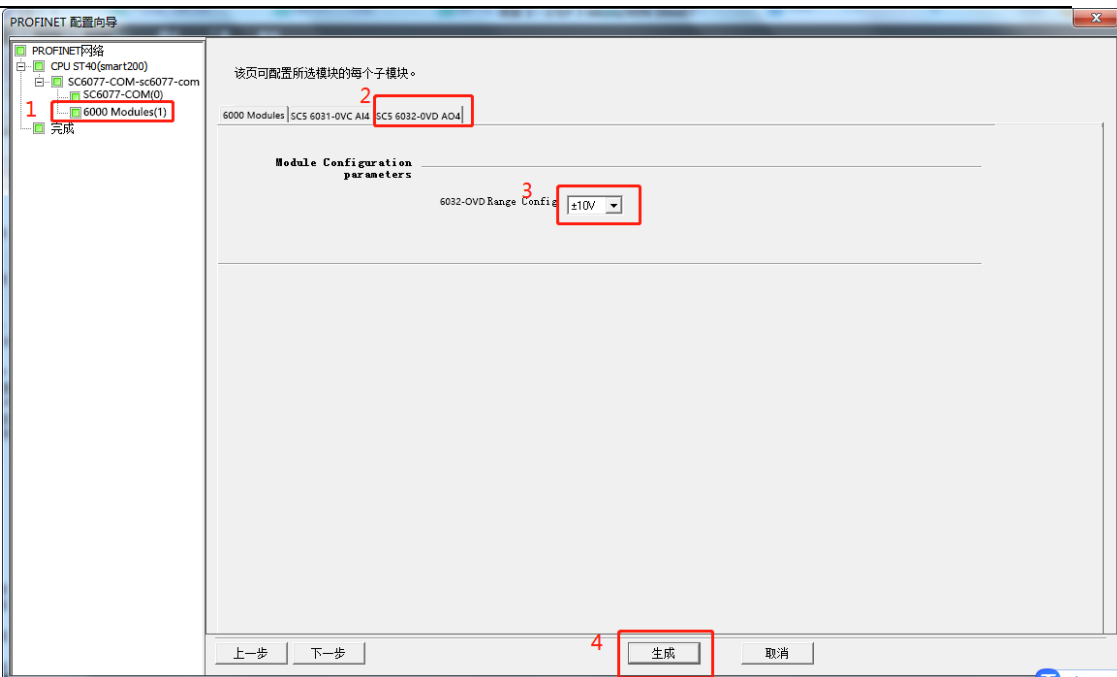 PROFINET 配置向导
PROFINET网络
CPU ST40(smart200)
SC6077-COM-sc6077-com
SC6077-COM(0)
1
6000 Modules(1)
完成
该页可配置所选模块的每个子模块。
2
6000 Modules SC5 6031-0VC AI4 SC5 6032-0VD AO4
Module Configuration
parameters
3
6032-OVD Range Config ±10V
4
上一步 下一步 生成 取消